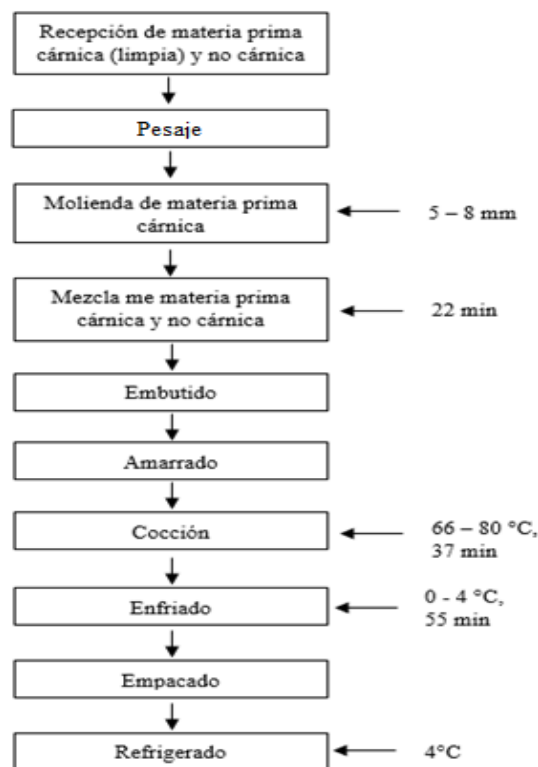 Recepción de materia prima
cárnica (limpia) y no cárnica
Pesaje
Molienda de materia prima
cárnica
5 – 8 mm
Mezcla me materia prima
cárnica y no cárnica
22 min
Embutido
Amarrado
Cocción
66 – 80 °C,
37 min
Enfriado
0 - 4 °C,
55 min
Empacado
Refrigerado
4°C